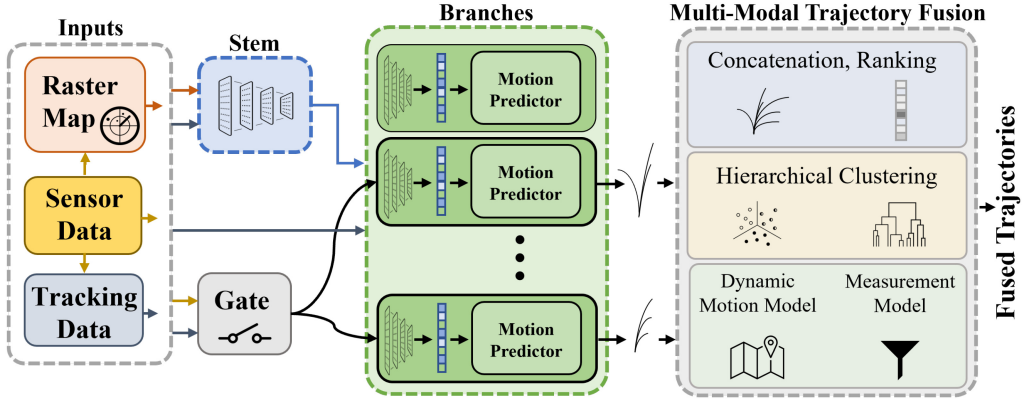 Inputs
Raster
Map
Sensor
Data
Tracking
Data
Stem
Gate
Branches
Motion
Predictor
Motion
Predictor
Motion
Predictor
Multi-Modal Trajectory Fusion
Concatenation, Ranking
Hierarchical Clustering
Dynamic
Motion Model
Measurement
Model
Fused Trajectories